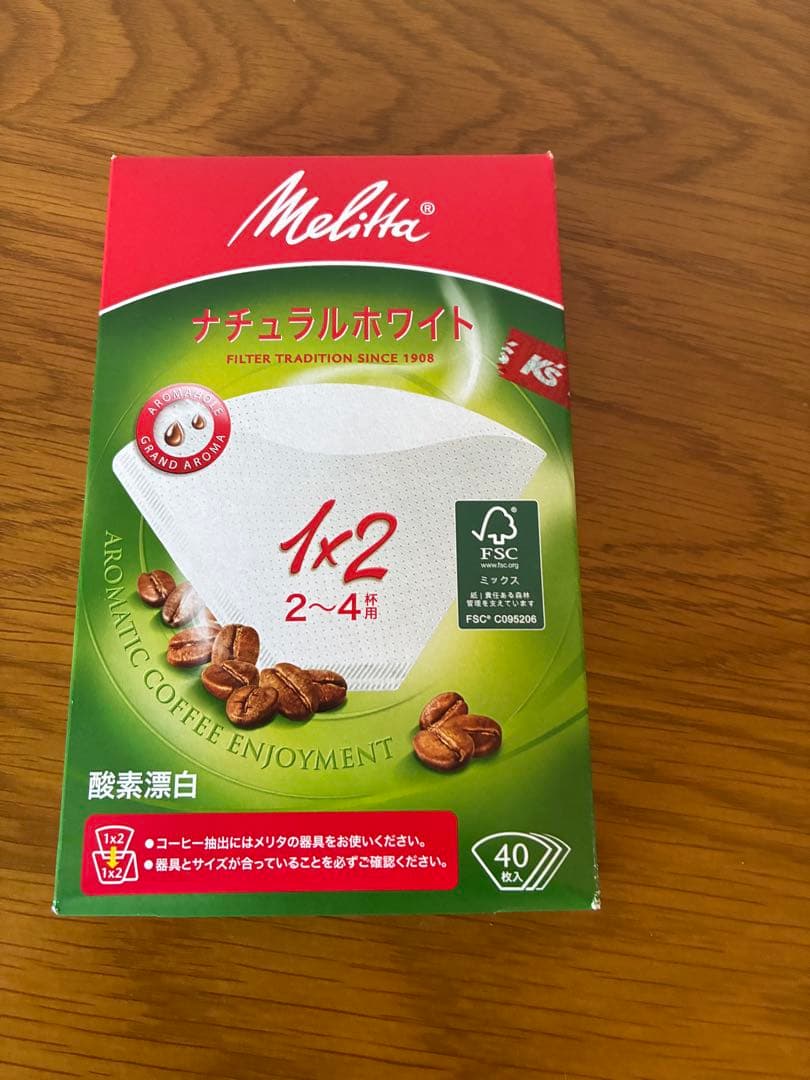 Melitta®
ナチュラルホワイト
FILTER TRADITION SINCE 1908
K's
AROMAHOLE
GRAND AROMA
1x2
2～4杯用
FSC®
www.fsc.org
ミックス
紙｜責任ある森林
管理を支えています
FSC® C095206
AROMATIC COFFEE ENJOYMENT
酸素漂白
1x2
1x2
●コーヒー抽出にはメリタの器具をお使いください。
●器具とサイズが合っていることを必ずご確認ください。
40
枚入